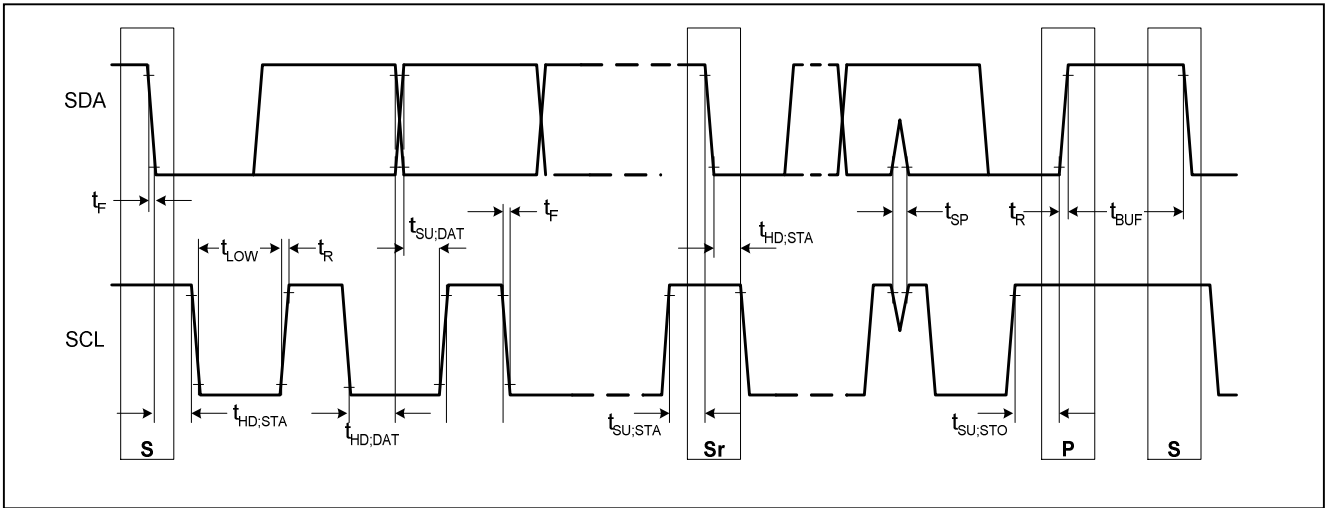 SDA
tF
tLOW
tR
tSU;DAT
tF
tHD;STA
tSP
tR
tBUF
SCL
tHD;STA
tHD;DAT
tSU;STA
tSU;STO
S
Sr
P
S